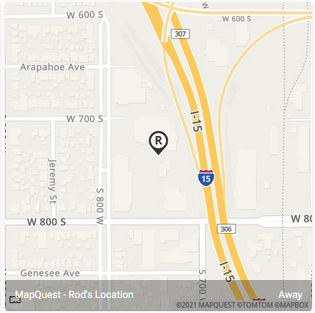 W 600 S
W 600 S
307
Arapahoe Ave
I-15
W 700 S
R
Jeremy St
S 800 W
15
W 800 S
W 80
306
S 700
I-15
Genesee Ave
MapQuest - Rod's Location
Away
©2021 MAPQUEST ©TOMTOM ©MAPBOX